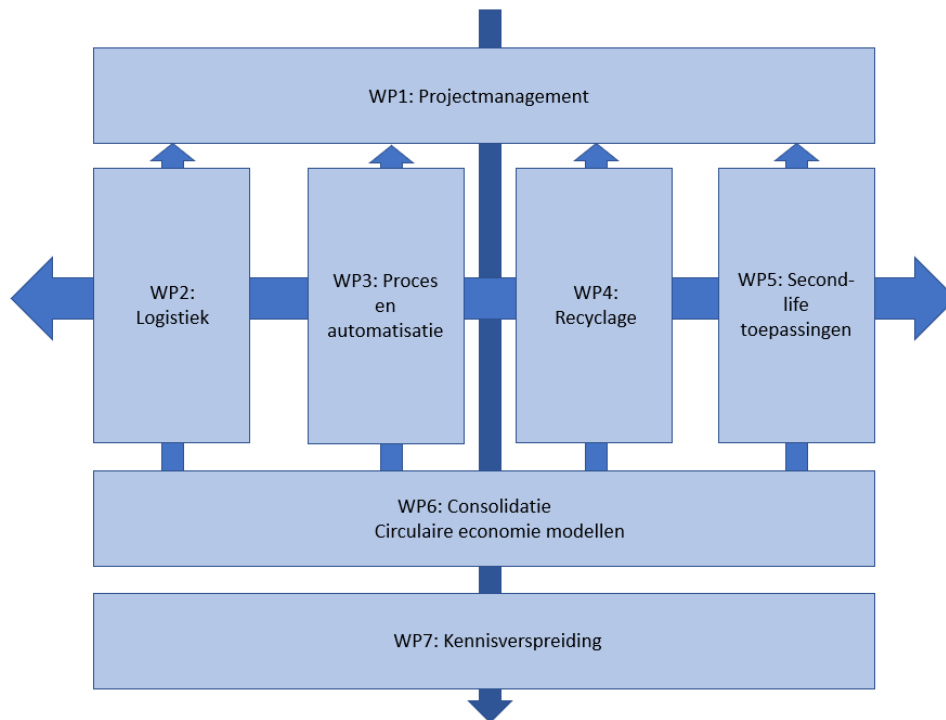 WP1: Projectmanagement
WP2:
Logistiek
WP3: Proces
en
automatisatie
WP4:
Recyclage
WP5: Second-
life
toepassingen
WP6: Consolidatie
Circulaire economie modellen
WP7: Kennisverspreiding